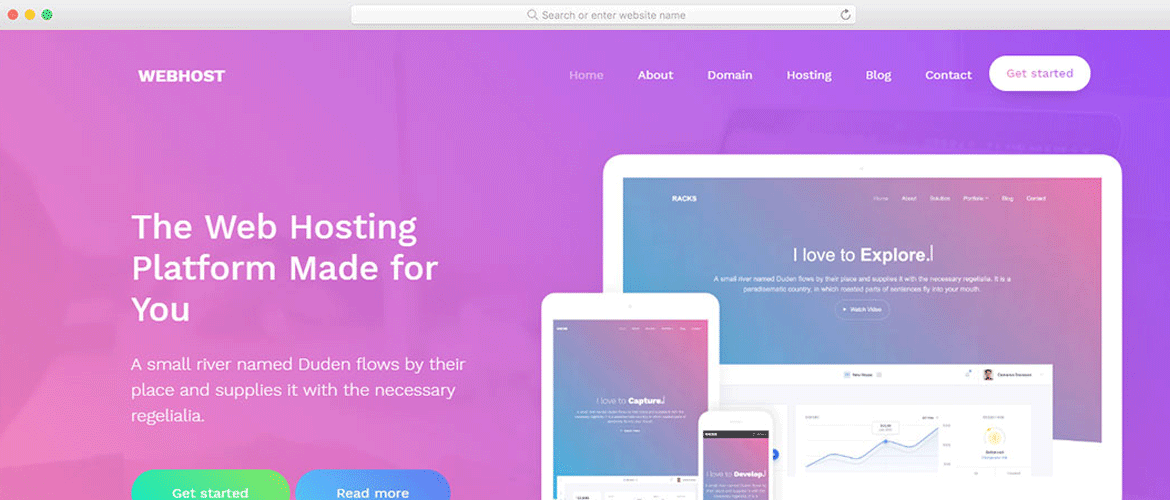 Search or enter website name
WEBHOST
Home About Domain Hosting Blog Contact Get started
The Web Hosting
Platform Made for
You
A small river named Duden flows by their
place and supplies it with the necessary
regelialia.
Get started Read more
RACKS
Home About Solution Portfolio Blog Contact
I love to Explore.
A small river named Duden flows by their place and supplies it with the necessary regelialia. It is a
paradisematic country, in which roasted parts of sentences fly into your mouth.
Watch Video
RACKS
I love to Capture.
RACKS
I love to Develop.